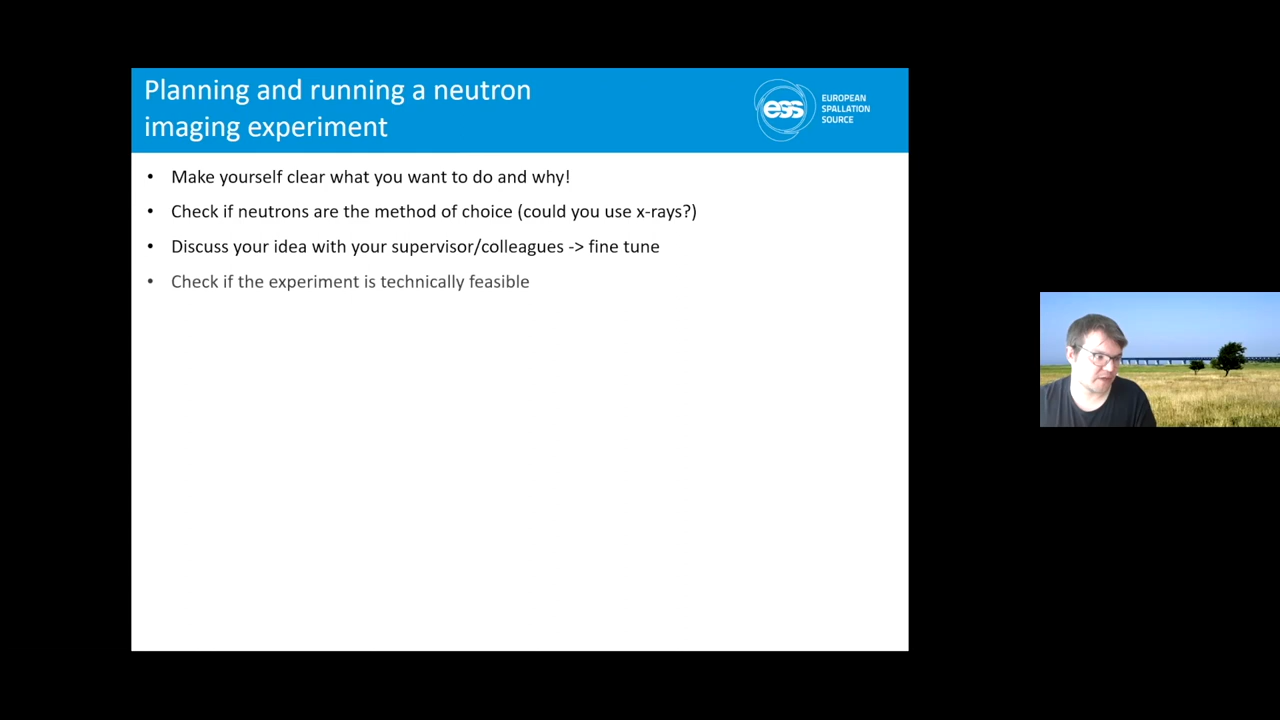 Planning and running a neutron
imaging experiment
ess
EUROPEAN
SPALLATION
SOURCE
• Make yourself clear what you want to do and why!
• Check if neutrons are the method of choice (could you use x-rays?)
• Discuss your idea with your supervisor/colleagues -> fine tune
• Check if the experiment is technically feasible